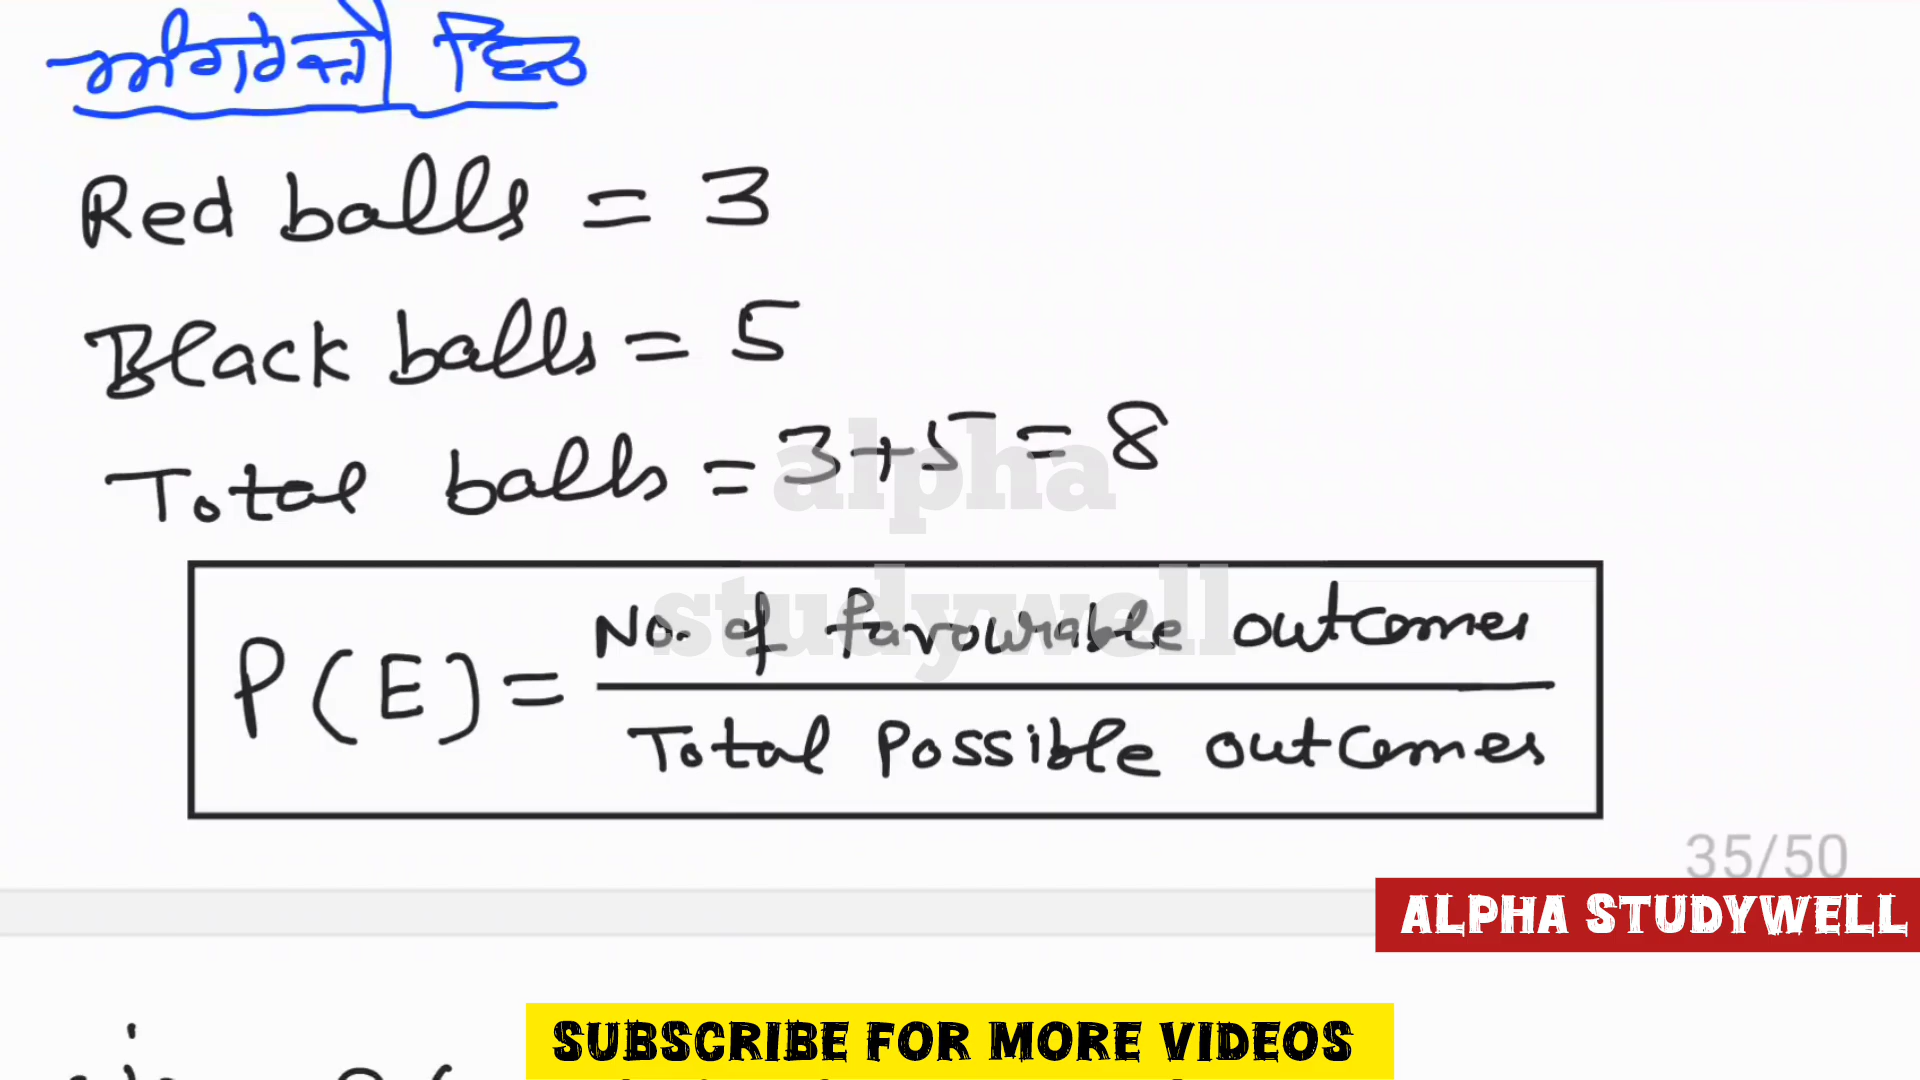 Red balls = 3
Black balls = 5
Total balls = 3+5 = 8
alpha
studywell
P(E) = No. of favourable outcomes
Total Possible outcomes
35/50
ALPHA STUDYWELL
SUBSCRIBE FOR MORE VIDEOS